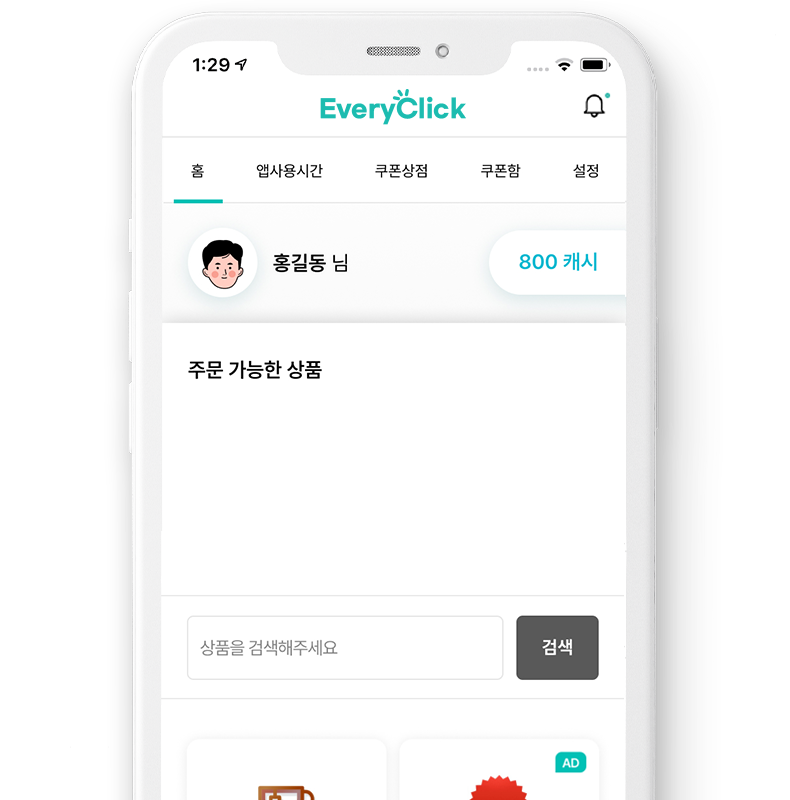 1:29
EveryClick
홈 앱사용시간 쿠폰상점 쿠폰함 설정
홍길동 님 800 캐시
주문 가능한 상품
상품을 검색해주세요 검색
AD